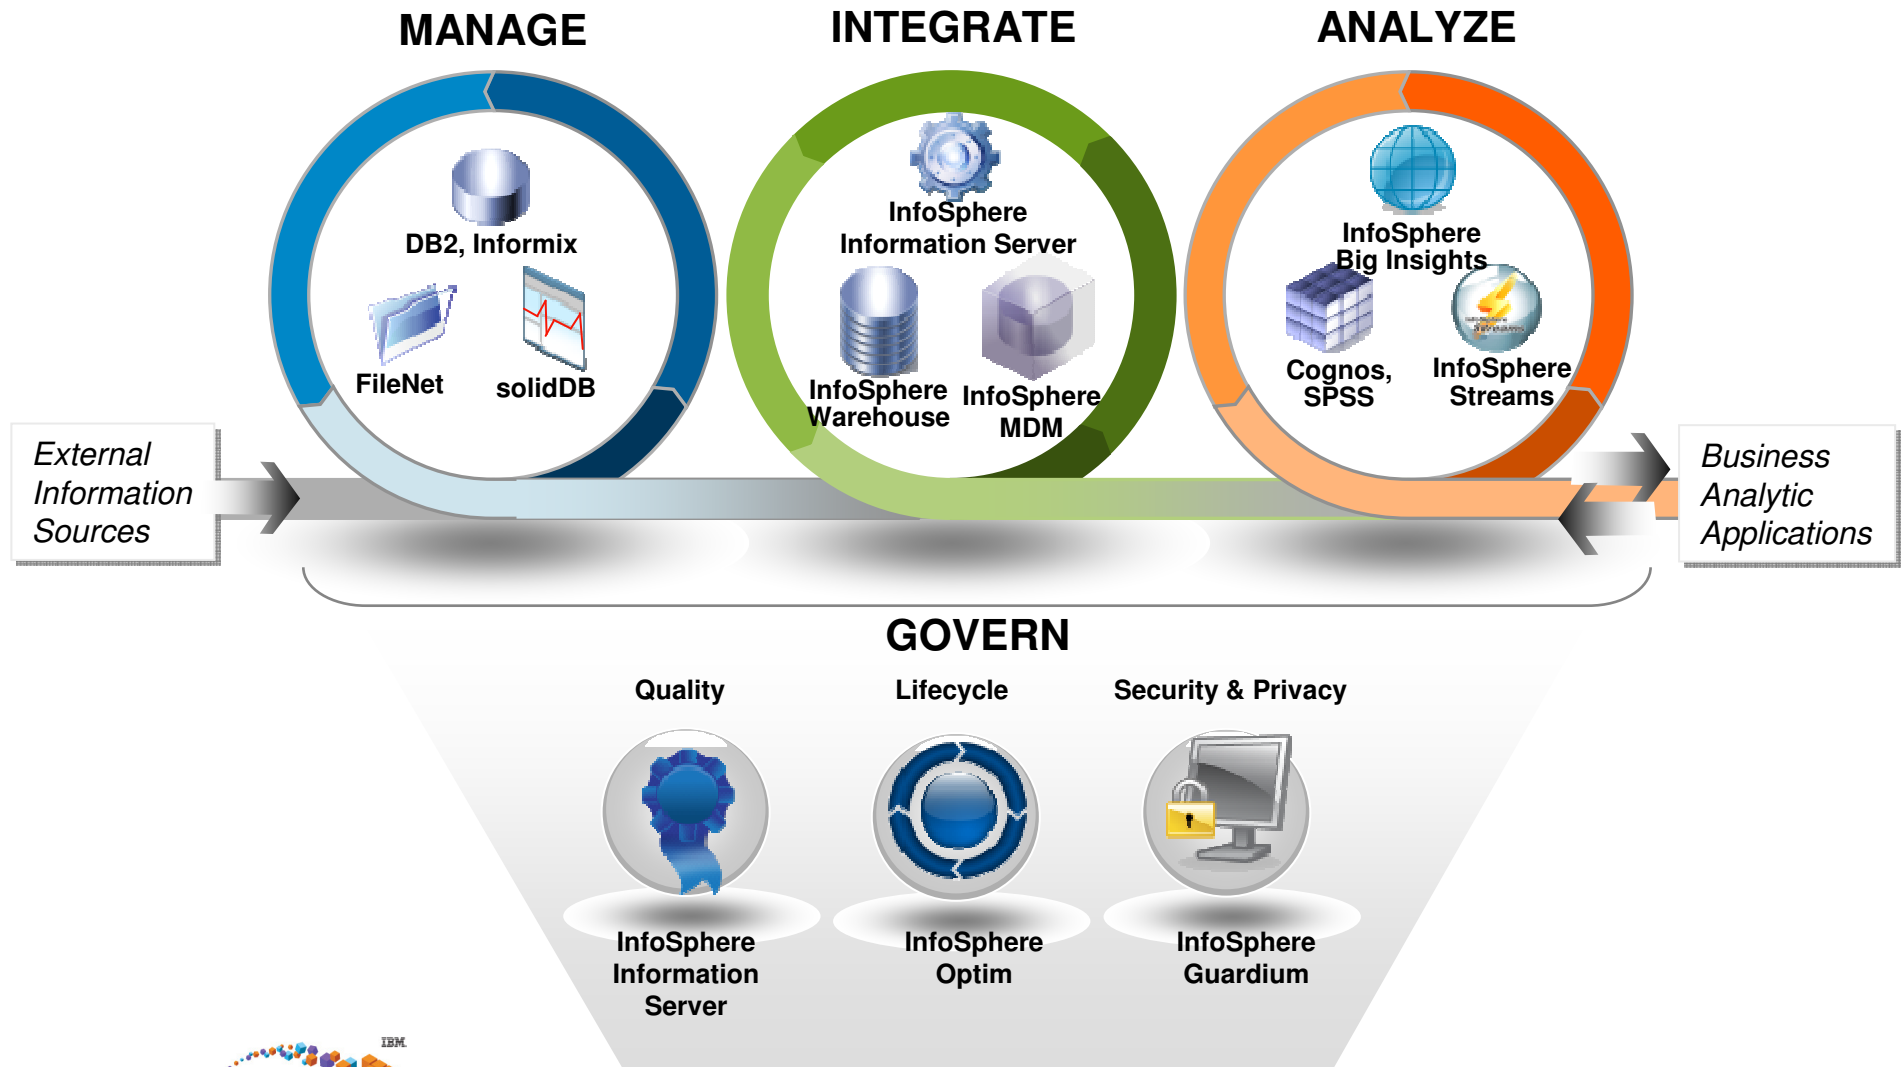 MANAGE
INTEGRATE
ANALYZE
DB2, Informix
FileNet
solidDB
InfoSphere
Information Server
InfoSphere
Warehouse
InfoSphere
MDM
InfoSphere
Big Insights
Cognos,
SPSS
InfoSphere
Streams
External
Information
Sources
Business
Analytic
Applications
GOVERN
Quality
Lifecycle
Security & Privacy
InfoSphere
Information
Server
InfoSphere
Optim
InfoSphere
Guardium
IBM.